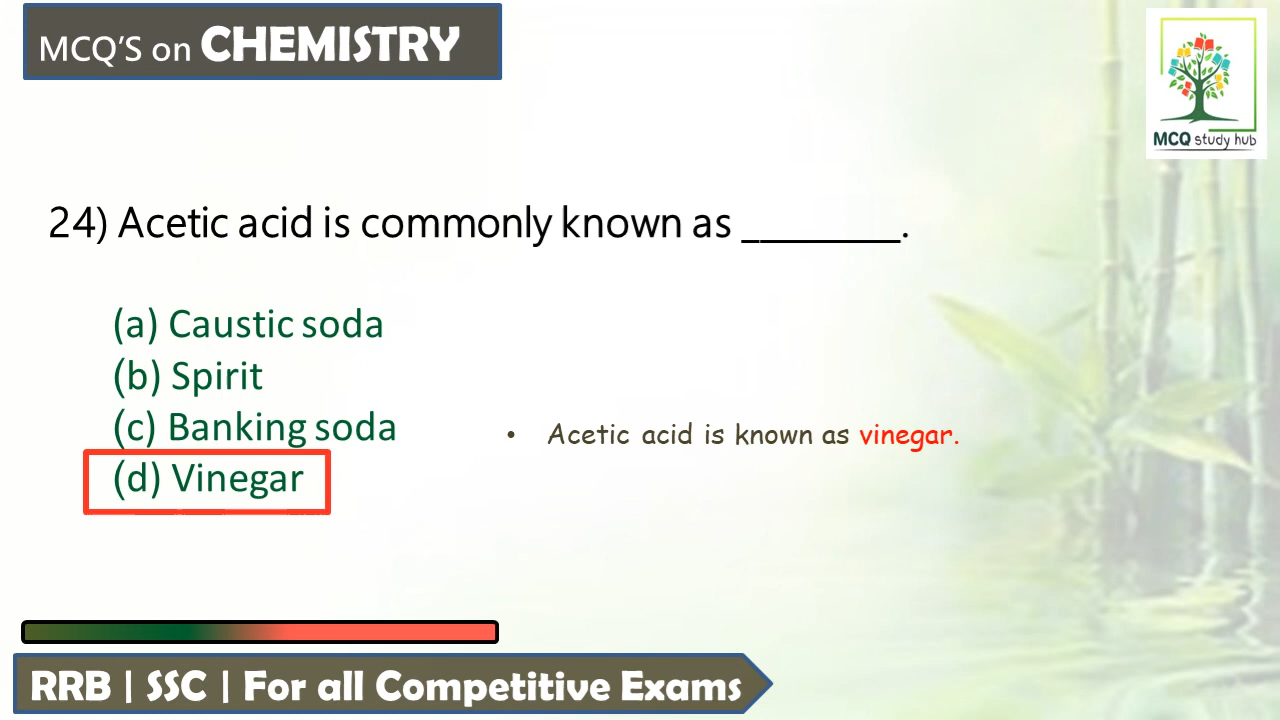 MCQ'S on CHEMISTRY
MCQ study hub
24) Acetic acid is commonly known as ________.
(a) Caustic soda
(b) Spirit
(c) Banking soda
(d) Vinegar
• Acetic acid is known as vinegar.
RRB | SSC | For all Competitive Exams